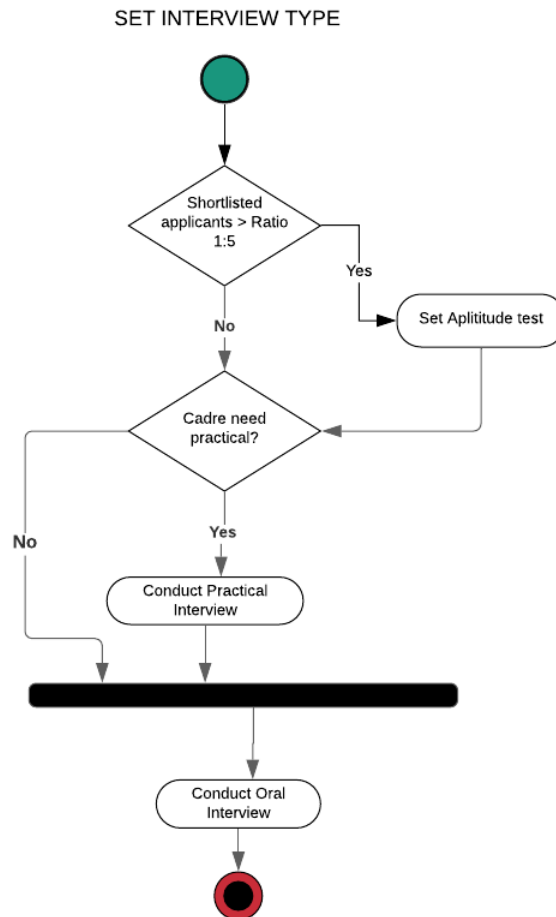 SET INTERVIEW TYPE
Shortlisted
applicants > Ratio
1:5
Yes
Set Aplititude test
No
Cadre need
practical?
Yes
No
Conduct Practical
Interview
Conduct Oral
Interview